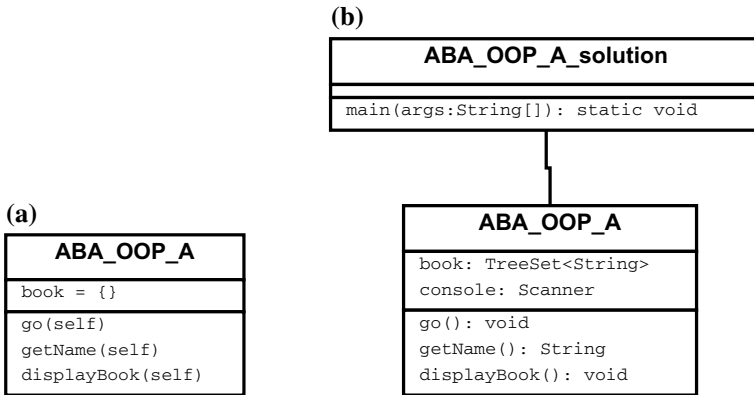 (a)
ABA_OOP_A
book = {}
go(self)
getName(self)
displayBook(self)
(b)
ABA_OOP_A_solution
main(args:String[]): static void
ABA_OOP_A
book: TreeSet<String>
console: Scanner
go(): void
getName(): String
displayBook(): void